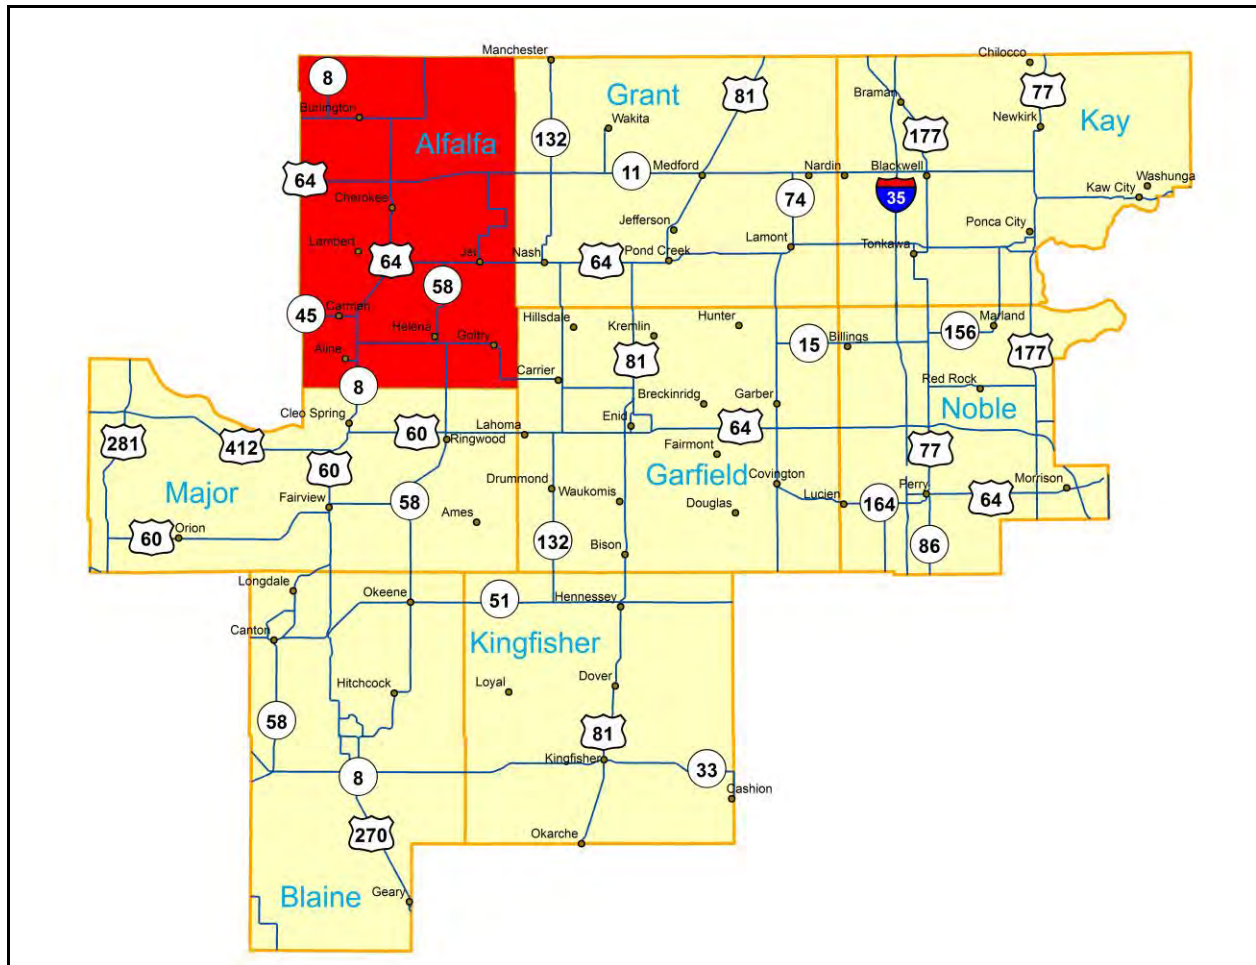 Manchester
Chilocco
8
Grant
81
77
Braman
Kay
Burlington
Wakita
Newkirk
132
177
Alfalfa
64
11
Medford
Nardin
Blackwell
Washunga
35
Kaw City
Cherokee
74
Jefferson
Ponca City
Lambert
64
Jet
Nash
64
Pond Creek
Lamont
Tonkawa
58
45
Carman
Helena
Goltry
Hillsdale
Kremlin
Hunter
15
Billings
156
Marland
177
Aline
81
Carrier
8
Breckinridg
Garber
Red Rock
Noble
Cleo Spring
281
412
60
Ringwood
Lahoma
Enid
64
Fairmont
77
60
Major
Fairview
58
Drummond
Waukomis
Garfield
Covington
Lucien
164
Perry
64
Morrison
Ames
Douglas
60
Orion
132
Bison
86
Longdale
Okeene
51
Hennessey
Canton
Kingfisher
Hitchcock
Loyal
Dover
58
81
Kingfisher
33
8
Cashion
270
Okarche
Blaine
Geary